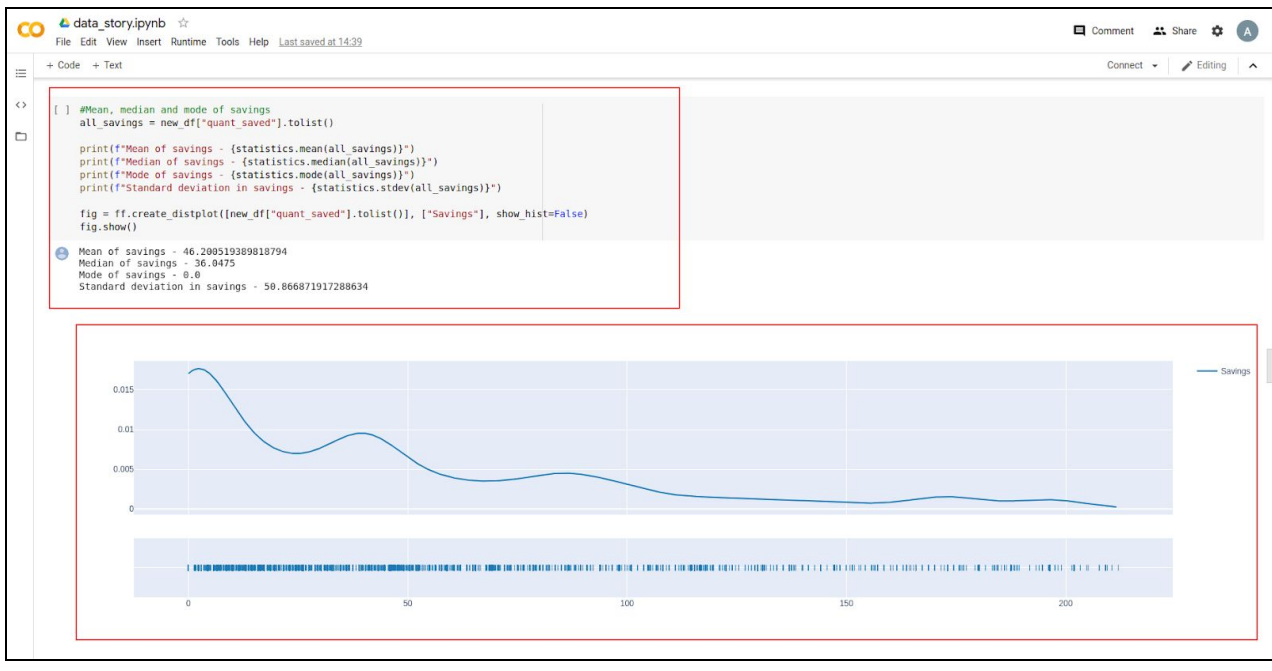 CO
data_story.ipynb
File Edit View Insert Runtime Tools Help Last saved at 14:39
Comment Share A
+ Code + Text
Connect Editing
[ ] #Mean, median and mode of savings
all_savings = new_df["quant_saved"].tolist()
print(f"Mean of savings - {statistics.mean(all_savings)}")
print(f"Median of savings - {statistics.median(all_savings)}")
print(f"Mode of savings - {statistics.mode(all_savings)}")
print(f"Standard deviation in savings - {statistics.stdev(all_savings)}")
fig = ff.create_distplot([new_df["quant_saved"].tolist()], ["Savings"], show_hist=False)
fig.show()
Mean of savings - 46.200519389818794
Median of savings - 36.0475
Mode of savings - 0.0
Standard deviation in savings - 50.866871917288634
Savings
0.015
0.01
0.005
0
0 50 100 150 200